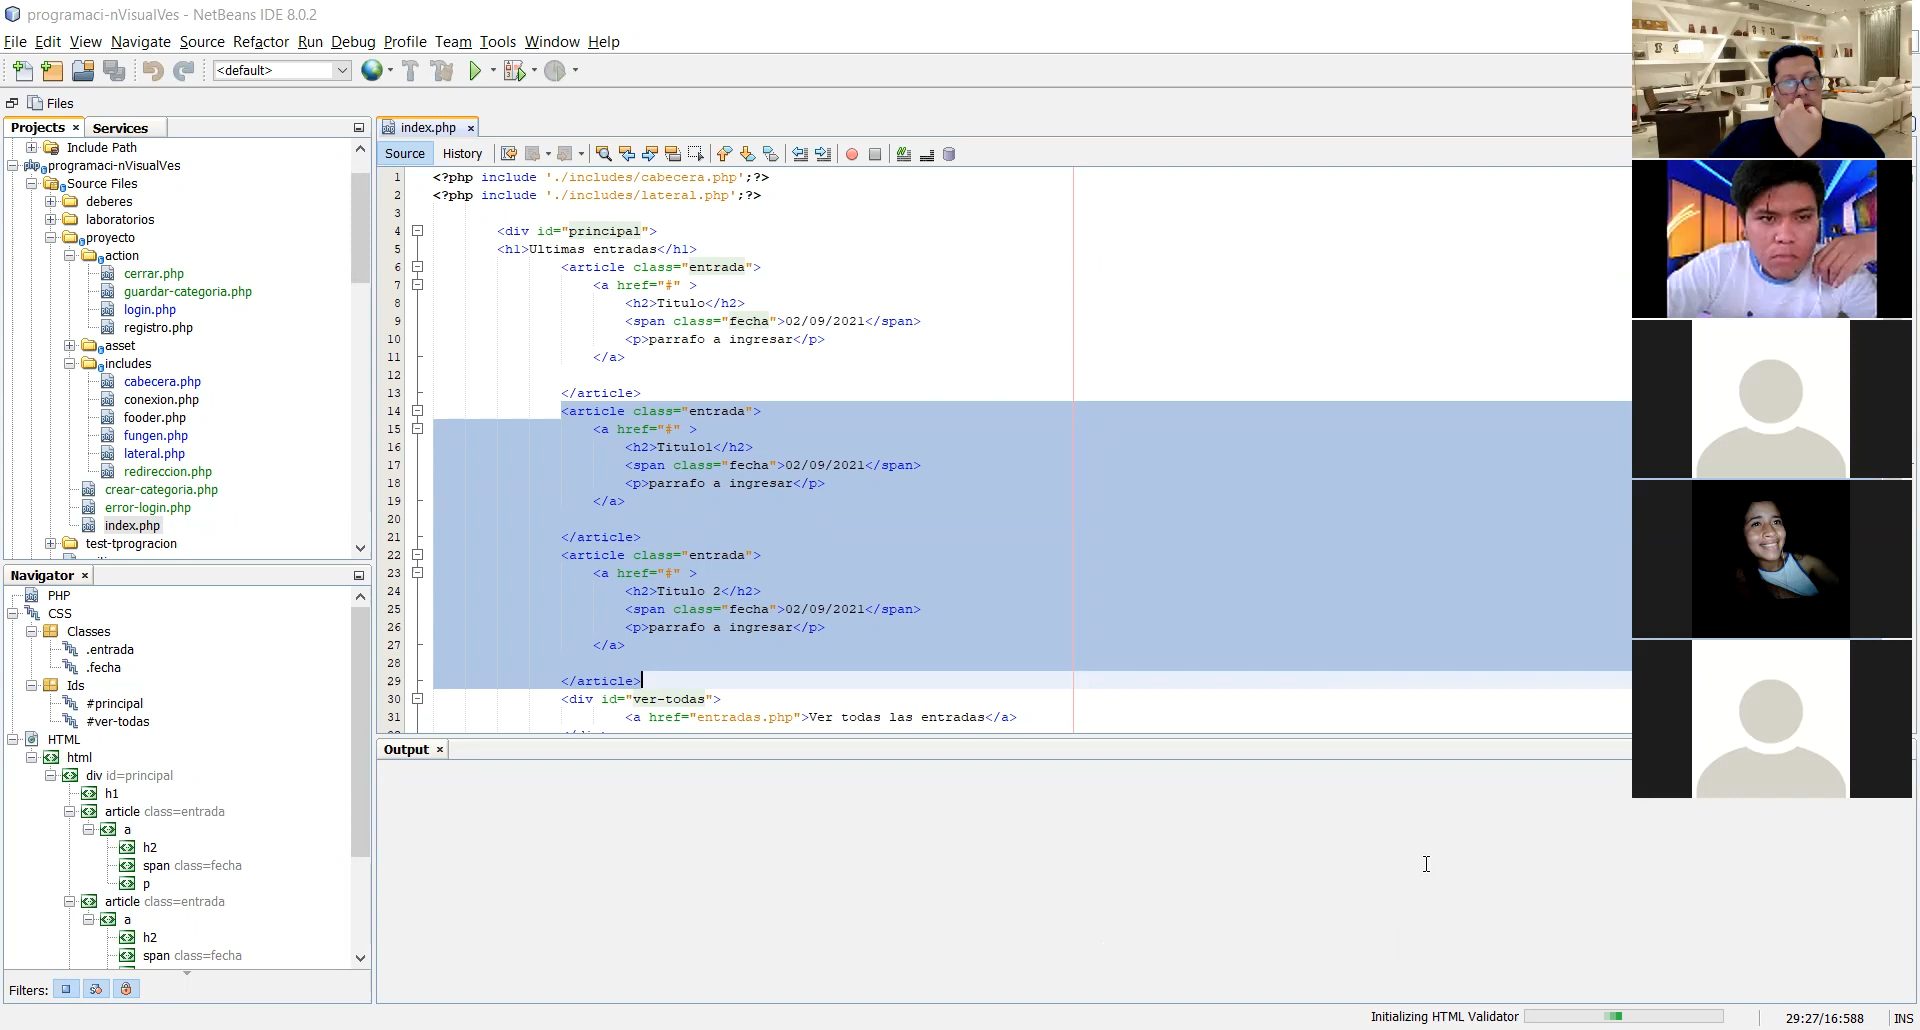 programaci-nVisualVes - NetBeans IDE 8.0.2
File Edit View Navigate Source Refactor Run Debug Profile Team Tools Window Help
<default>
Files
Projects × Services
Include Path
programaci-nVisualVes
Source Files
deberes
laboratorios
proyecto
action
cerrar.php
guardar-categoria.php
login.php
registro.php
asset
includes
cabecera.php
conexion.php
fooder.php
fungen.php
lateral.php
redireccion.php
crear-categoria.php
error-login.php
index.php
test-tprogracion
Navigator ×
PHP
CSS
Classes
.entrada
.fecha
Ids
#principal
#ver-todas
HTML
html
div id=principal
h1
article class=entrada
a
h2
span class=fecha
p
article class=entrada
a
h2
span class=fecha
Filters:
index.php ×
Source History
1 <?php include './includes/cabecera.php';?>
2 <?php include './includes/lateral.php';?>
3
4 <div id="principal">
5 <h1>Ultimas entradas</h1>
6 <article class="entrada">
7 <a href="#" >
8 <h2>Titulo</h2>
9 <span class="fecha">02/09/2021</span>
10 <p>parrafo a ingresar</p>
11 </a>
12
13 </article>
14 <article class="entrada">
15 <a href="#" >
16 <h2>Titulo1</h2>
17 <span class="fecha">02/09/2021</span>
18 <p>parrafo a ingresar</p>
19 </a>
20
21 </article>
22 <article class="entrada">
23 <a href="#" >
24 <h2>Titulo 2</h2>
25 <span class="fecha">02/09/2021</span>
26 <p>parrafo a ingresar</p>
27 </a>
28
29 </article>
30 <div id="ver-todas">
31 <a href="entradas.php">Ver todas las entradas</a>
Output ×
Initializing HTML Validator
29:27/16:588 INS